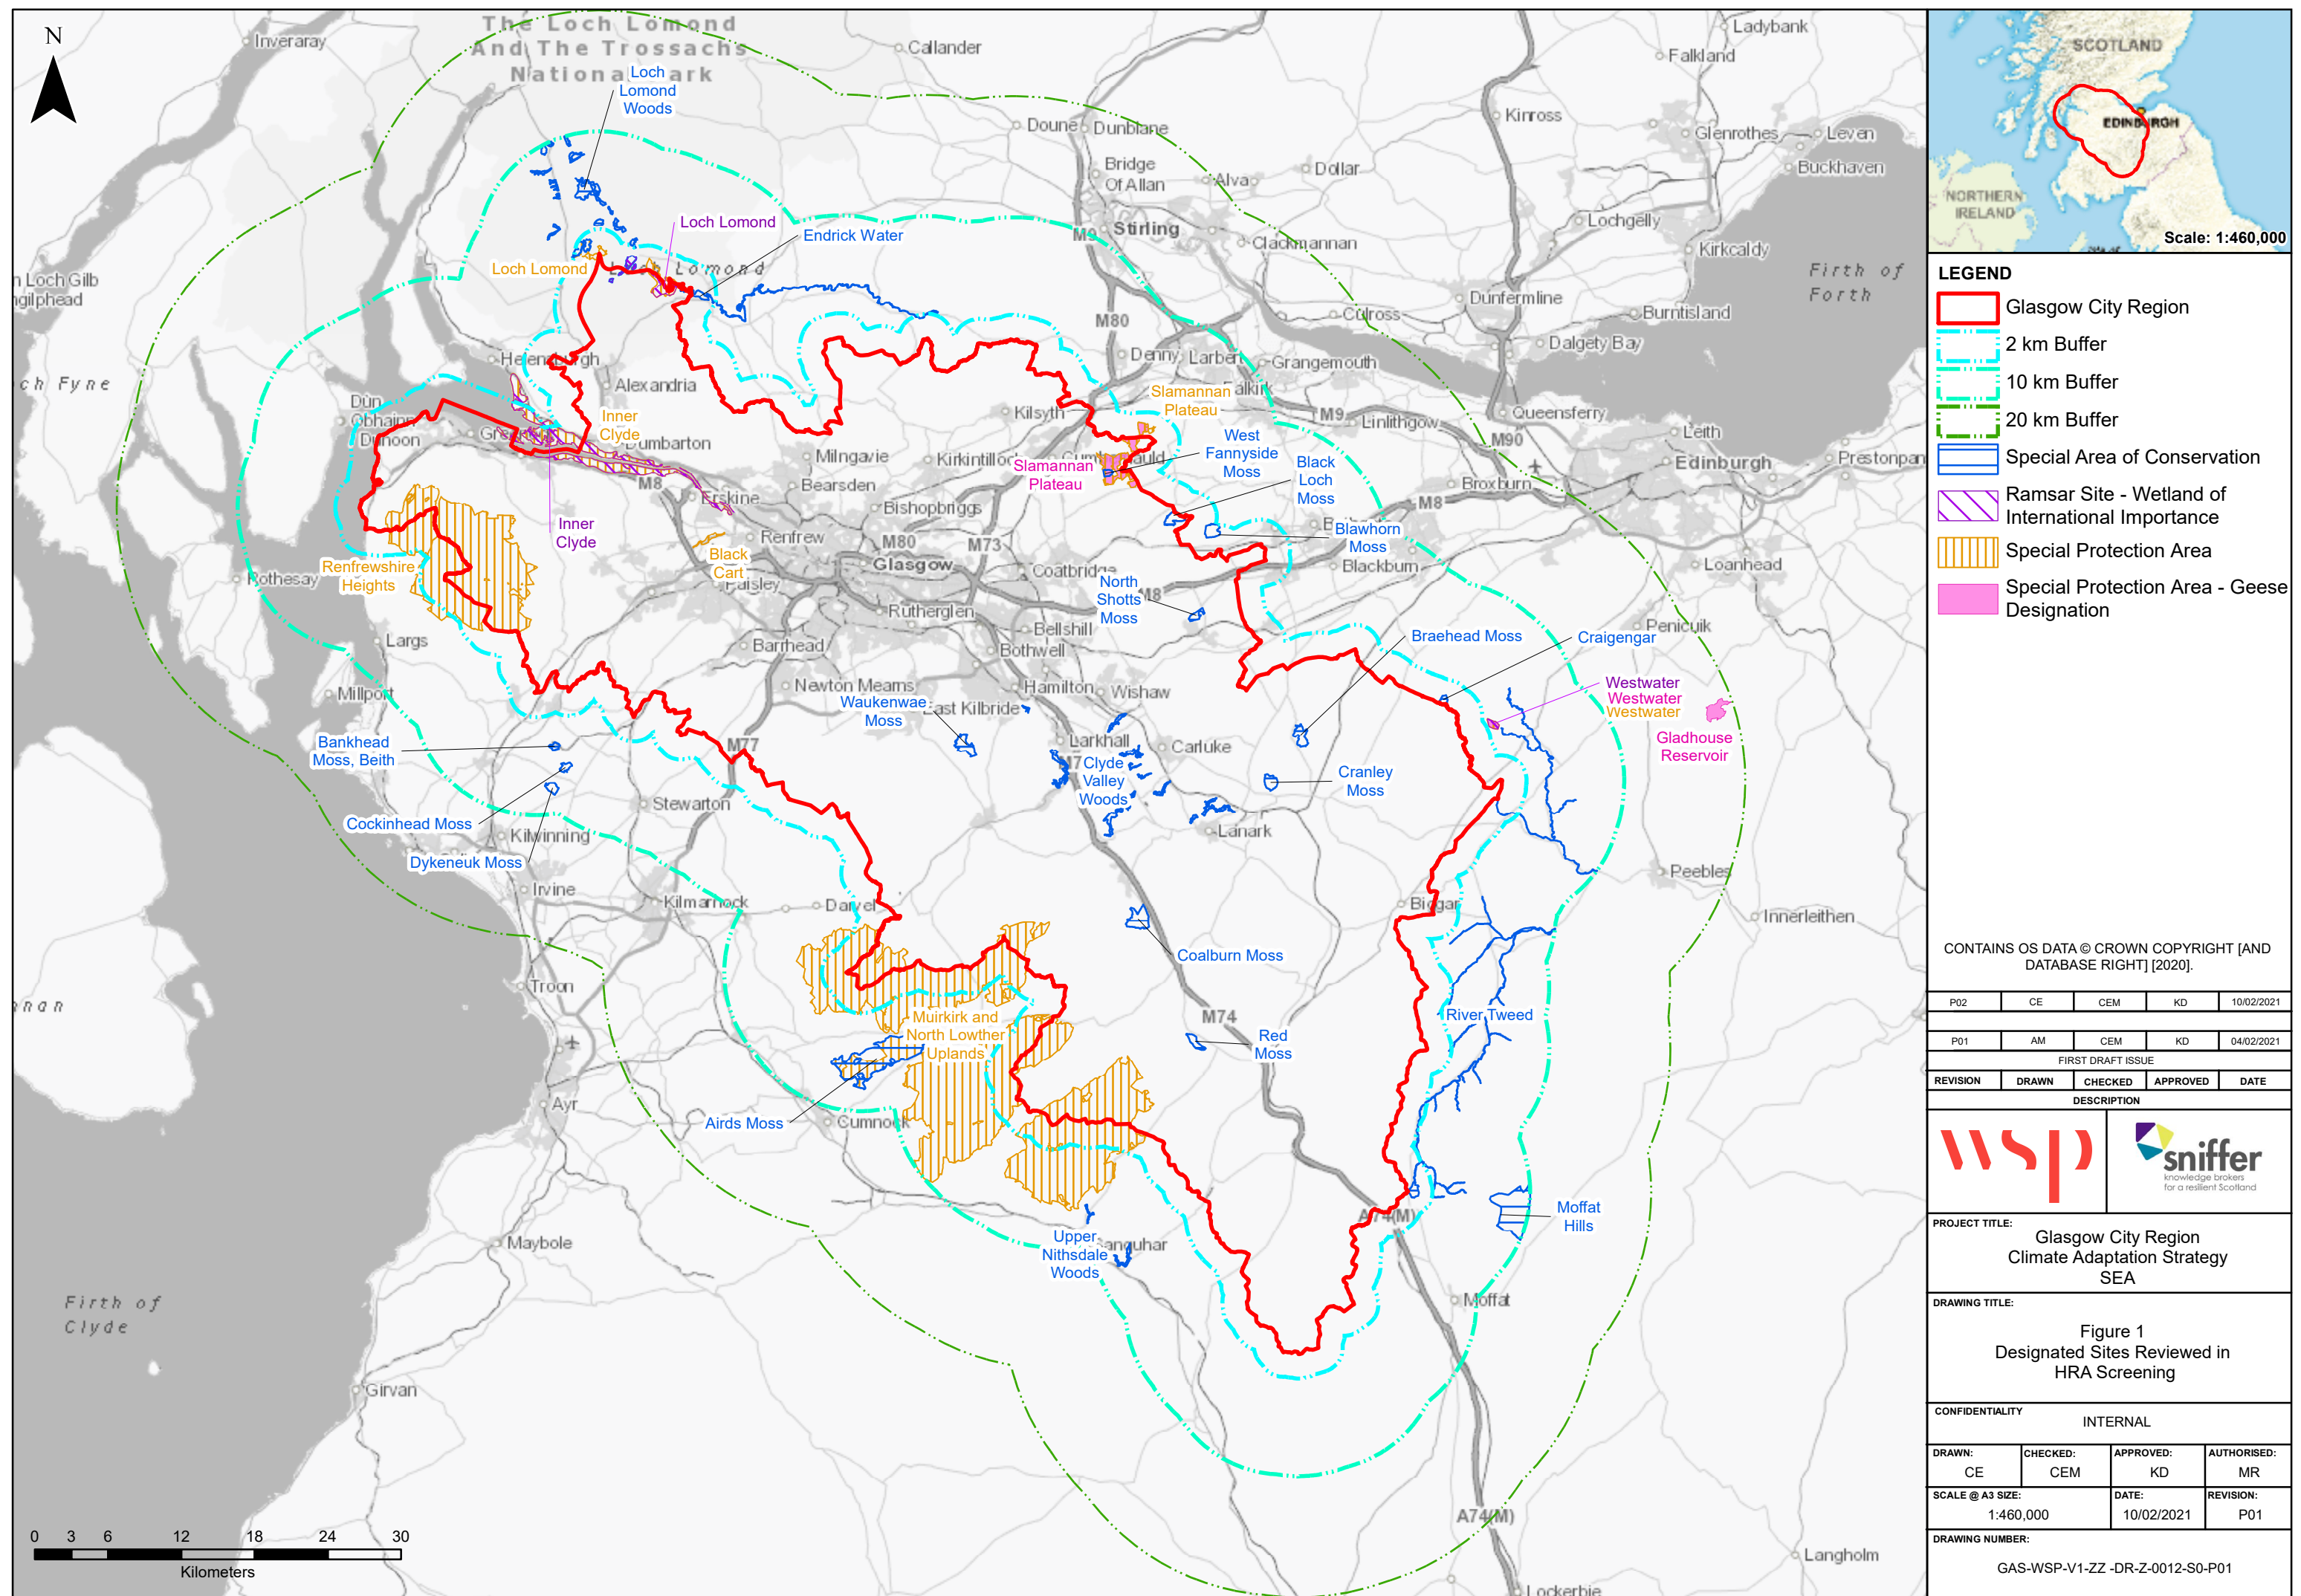 N
The Loch Lomond
And The Trossachs
Inveraray
Callander
Loch
Lomond
Woods
Doune
Dunblane
Bridge
Of Allan
Alva
Dollar
Stirling
M9
Clackmannan
Kinross
Ladybank
Falkland
Glenrothes
Leven
Buckhaven
Lochgelly
Kirkcaldy
Firth of
Forth
Loch Lomond
Endrick Water
Loch Lomond
Lomond
Dunfermline
Culross
Burntisland
Dalgety Bay
M80
Denny
Larbert
Grangemouth
Falkirk
Helensburgh
Alexandria
Slamannan
Plateau
M9
Linlithgow
Queensferry
M90
Leith
Edinburgh
Prestonpan
Dùn
Obhainn
Dunoon
Inner
Clyde
Dumbarton
Kilsyth
Milngavie
Kirkintilloch
Bearsden
Bishopbriggs
Slamannan
Plateau
West
Fannyside
Moss
Black
Loch
Moss
Broxburn
M8
M8
Erskine
Inner
Clyde
Renfrew
M80
M73
Glasgow
Coatbridge
Blawhorn
Moss
Blackburn
Loanhead
Renfrewshire
Heights
Rothesay
Black
Cart
Paisley
Rutherglen
North
Shotts
Moss
M8
Largs
Barrhead
Bellshill
Bothwell
Braehead Moss
Craigengar
Penicuik
Millport
Newton Mearns
Hamilton
Wishaw
Waukenwae
Moss
East Kilbride
Westwater
Westwater
Westwater
Gladhouse
Reservoir
Bankhead
Moss, Beith
M77
Larkhall
Carluke
Clyde
Valley
Woods
Cranley
Moss
Cockinhead Moss
Stewarton
Kilwinning
Dykeneuk Moss
Lanark
Peebles
Irvine
Kilmarnock
Darvel
Biggar
Innerleithen
Coalburn Moss
Troon
Muirkirk and
North Lowther
Uplands
M74
Red
Moss
River Tweed
Ayr
Airds Moss
Cumnock
A74(M)
Moffat
Hills
Upper
Nithsdale
Woods
Maybole
Firth of
Clyde
Moffat
Girvan
A74(M)
Langholm
Lockerbie
0 3 6 12 18 24 30
Kilometers
SCOTLAND
EDINBURGH
NORTHERN
IRELAND
Scale: 1:460,000
LEGEND
Glasgow City Region
2 km Buffer
10 km Buffer
20 km Buffer
Special Area of Conservation
Ramsar Site - Wetland of
International Importance
Special Protection Area
Special Protection Area - Geese
Designation
CONTAINS OS DATA © CROWN COPYRIGHT [AND
DATABASE RIGHT] [2020].
P02 CE CEM KD 10/02/2021
P01 AM CEM KD 04/02/2021
FIRST DRAFT ISSUE
REVISION DRAWN CHECKED APPROVED DATE
DESCRIPTION
wsp
sniffer
knowledge brokers
for a resilient Scotland
PROJECT TITLE:
Glasgow City Region
Climate Adaptation Strategy
SEA
DRAWING TITLE:
Figure 1
Designated Sites Reviewed in
HRA Screening
CONFIDENTIALITY
INTERNAL
DRAWN: CHECKED: APPROVED: AUTHORISED:
CE CEM KD MR
SCALE @ A3 SIZE: DATE: REVISION:
1:460,000 10/02/2021 P01
DRAWING NUMBER:
GAS-WSP-V1-ZZ -DR-Z-0012-S0-P01